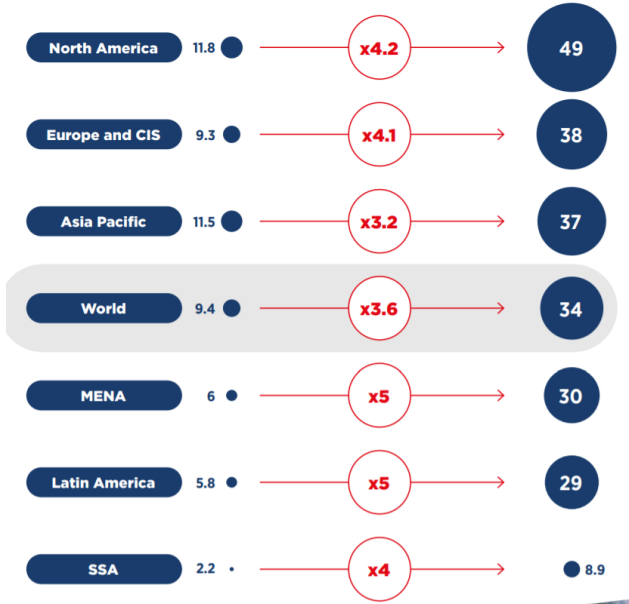 North America 11.8 x4.2 49
Europe and CIS 9.3 x4.1 38
Asia Pacific 11.5 x3.2 37
World 9.4 x3.6 34
MENA 6 x5 30
Latin America 5.8 x5 29
SSA 2.2 x4 8.9